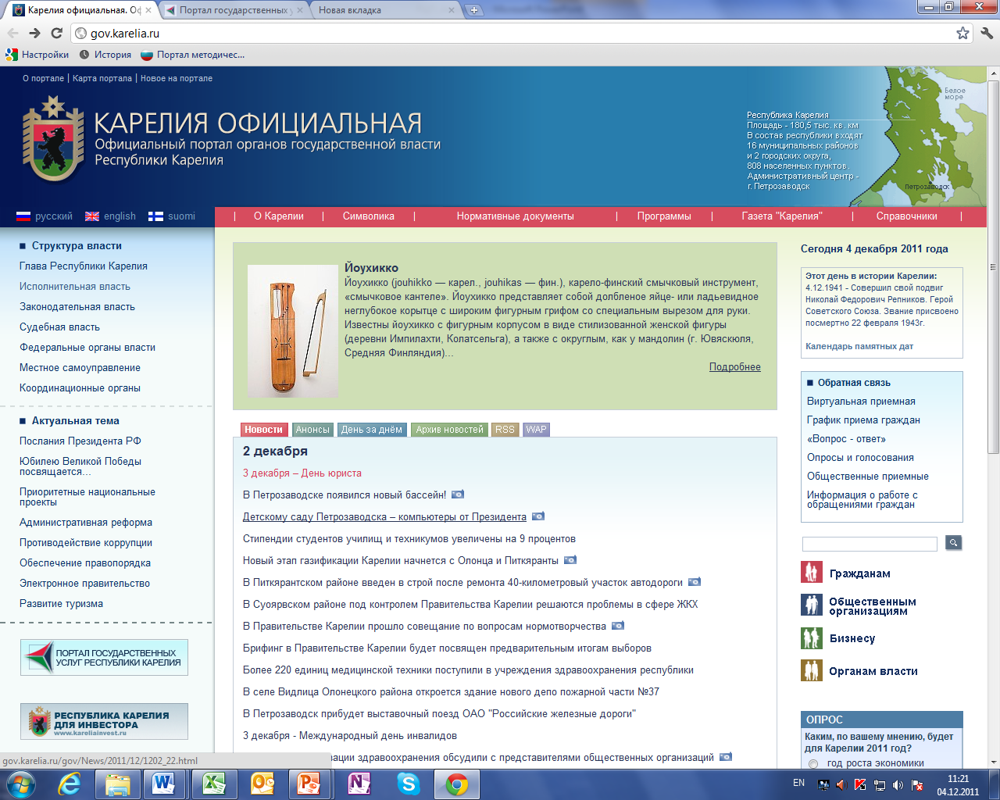 Карелия официальная. Оф
Портал государственных у
Новая вкладка
gov.karelia.ru
Настройки
История
Портал методичес...
О портале | Карта портала | Новое на портале
КАРЕЛИЯ ОФИЦИАЛЬНАЯ
Официальный портал органов государственной власти
Республики Карелия
Белое
море
Республика Карелия
Площадь - 180,5 тыс. кв. км
В состав республики входят
16 муниципальных районов
и 2 городских округа,
808 населенных пунктов.
Административный центр -
г. Петрозаводск
Петрозаводск
русский english suomi
| О Карелии | Символика | Нормативные документы | Программы | Газета "Карелия" | Справочники |
Структура власти
Глава Республики Карелия
Исполнительная власть
Законодательная власть
Судебная власть
Федеральные органы власти
Местное самоуправление
Координационные органы
Актуальная тема
Послания Президента РФ
Юбилею Великой Победы
посвящается...
Приоритетные национальные
проекты
Административная реформа
Противодействие коррупции
Обеспечение правопорядка
Электронное правительство
Развитие туризма
ПОРТАЛ ГОСУДАРСТВЕННЫХ
УСЛУГ РЕСПУБЛИКИ КАРЕЛИЯ
РЕСПУБЛИКА КАРЕЛИЯ
ДЛЯ ИНВЕСТОРА
www.kareliainvest.ru
Йоухикко
Йоухикко (jouhikko — карел., jouhikas — фин.), карело-финский смычковый инструмент,
«смычковое кантеле». Йоухикко представляет собой долбленое яйце- или ладьевидное
неглубокое корытце с широким фигурным грифом со специальным вырезом для руки.
Известны йоухикко с фигурным корпусом в виде стилизованной женской фигуры
(деревни Импилахти, Колатсельга), а также с округлым, как у мандолин (г. Ювяскюля,
Средняя Финляндия)...
Подробнее
Новости Анонсы День за днём Архив новостей RSS WAP
2 декабря
3 декабря – День юриста
В Петрозаводске появился новый бассейн!
Детскому саду Петрозаводска – компьютеры от Президента
Стипендии студентов училищ и техникумов увеличены на 9 процентов
Новый этап газификации Карелии начнется с Олонца и Питкяранты
В Питкярантском районе введен в строй после ремонта 40-километровый участок автодороги
В Суоярвском районе под контролем Правительства Карелии решаются проблемы в сфере ЖКХ
В Правительстве Карелии прошло совещание по вопросам нормотворчества
Брифинг в Правительстве Карелии будет посвящен предварительным итогам выборов
Более 220 единиц медицинской техники поступили в учреждения здравоохранения республики
В селе Видлица Олонецкого района откроется здание нового депо пожарной части №37
В Петрозаводск прибудет выставочный поезд ОАО "Российские железные дороги"
3 декабря - Международный день инвалидов
вации здравоохранения обсудили с представителями общественных организаций
Сегодня 4 декабря 2011 года
Этот день в истории Карелии:
4.12.1941 - Совершил свой подвиг
Николай Федорович Репников. Герой
Советского Союза. Звание присвоено
посмертно 22 февраля 1943г.
Календарь памятных дат
Обратная связь
Виртуальная приемная
График приема граждан
«Вопрос - ответ»
Опросы и голосования
Общественные приемные
Информация о работе с
обращениями граждан
Гражданам
Общественным
организациям
Бизнесу
Органам власти
ОПРОС
Каким, по вашему мнению, будет
для Карелии 2011 год?
год роста экономики
gov.karelia.ru/gov/News/2011/12/1202_22.html
EN
11:21
04.12.2011